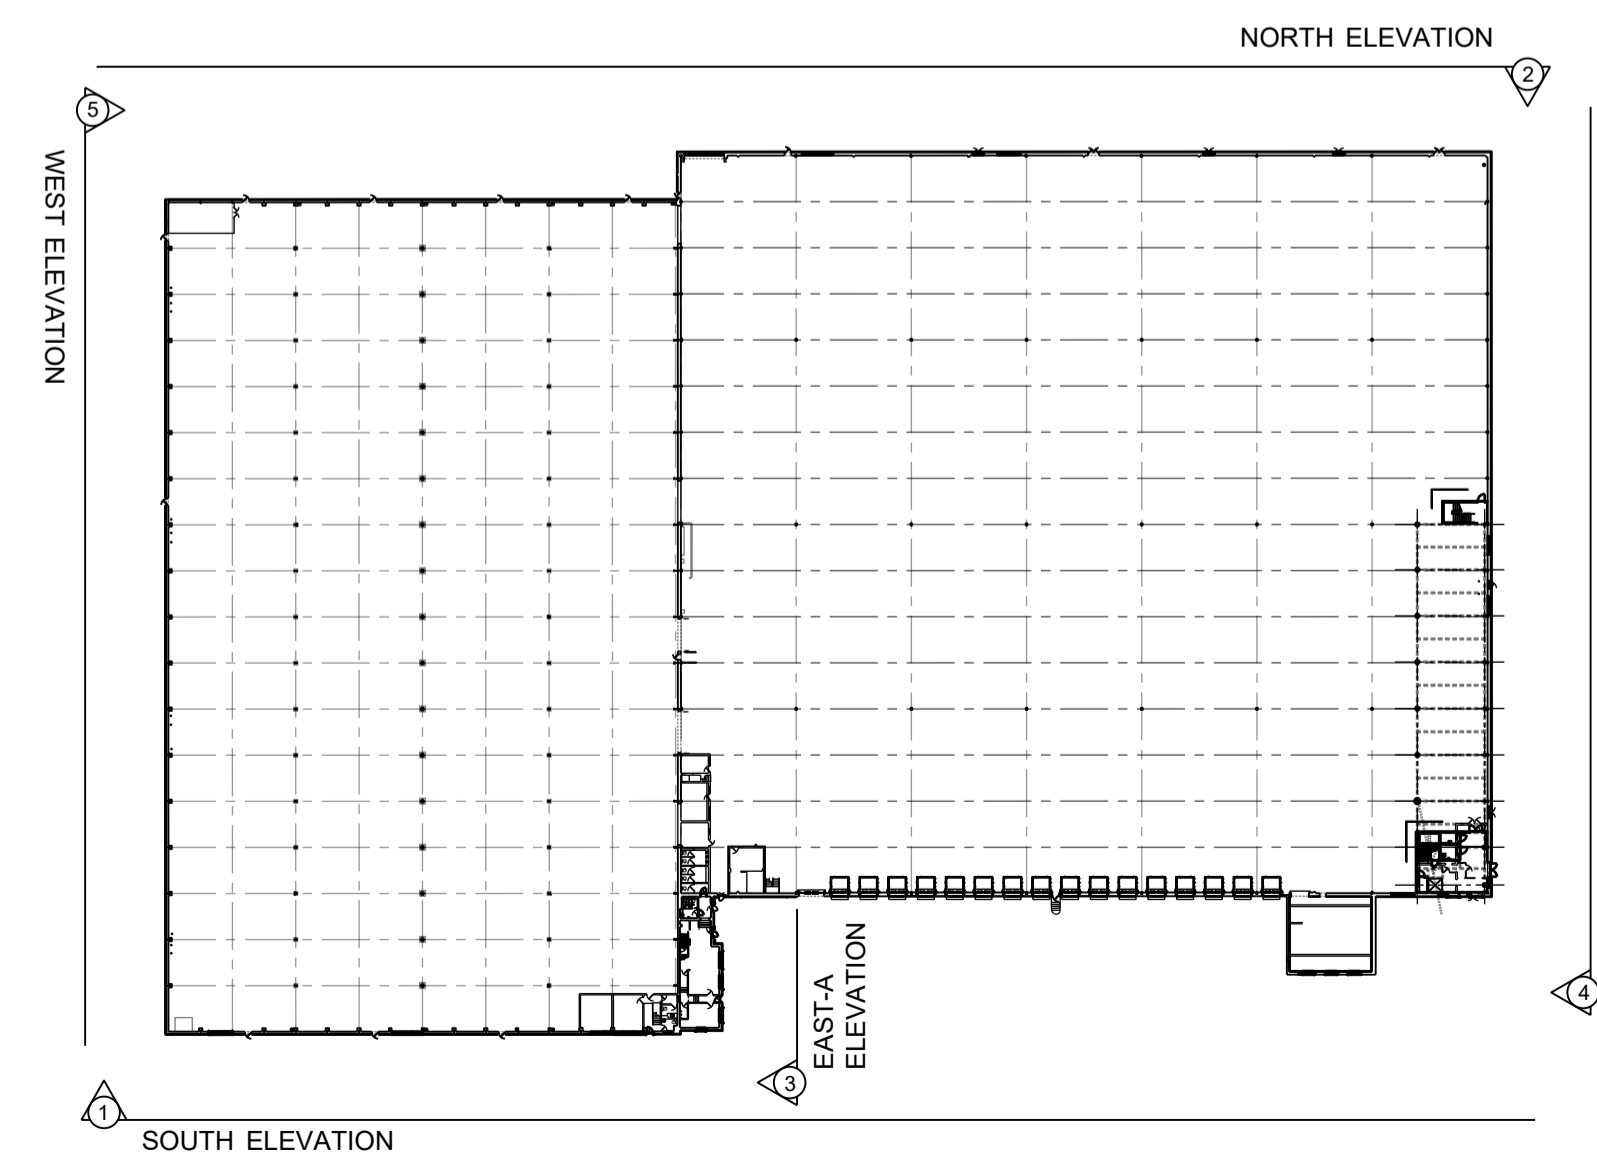 NORTH ELEVATION
2
5
WEST ELEVATION
4
EAST-A
ELEVATION
3
1
SOUTH ELEVATION